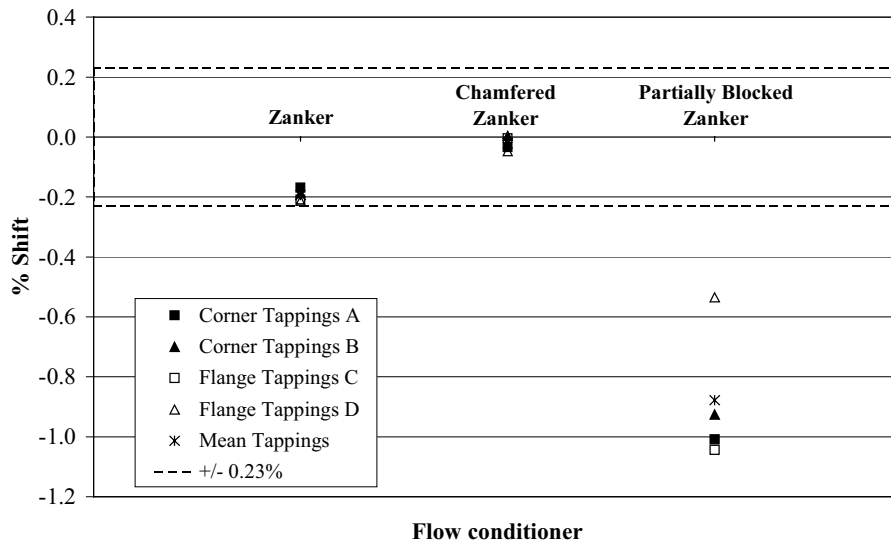 0.4
0.2
0.0
-0.2
-0.4
-0.6
-0.8
-1.0
-1.2
% Shift
Zanker
Chamfered
Zanker
Partially Blocked
Zanker
Corner Tappings A
Corner Tappings B
Flange Tappings C
Flange Tappings D
Mean Tappings
+/- 0.23%
Flow conditioner